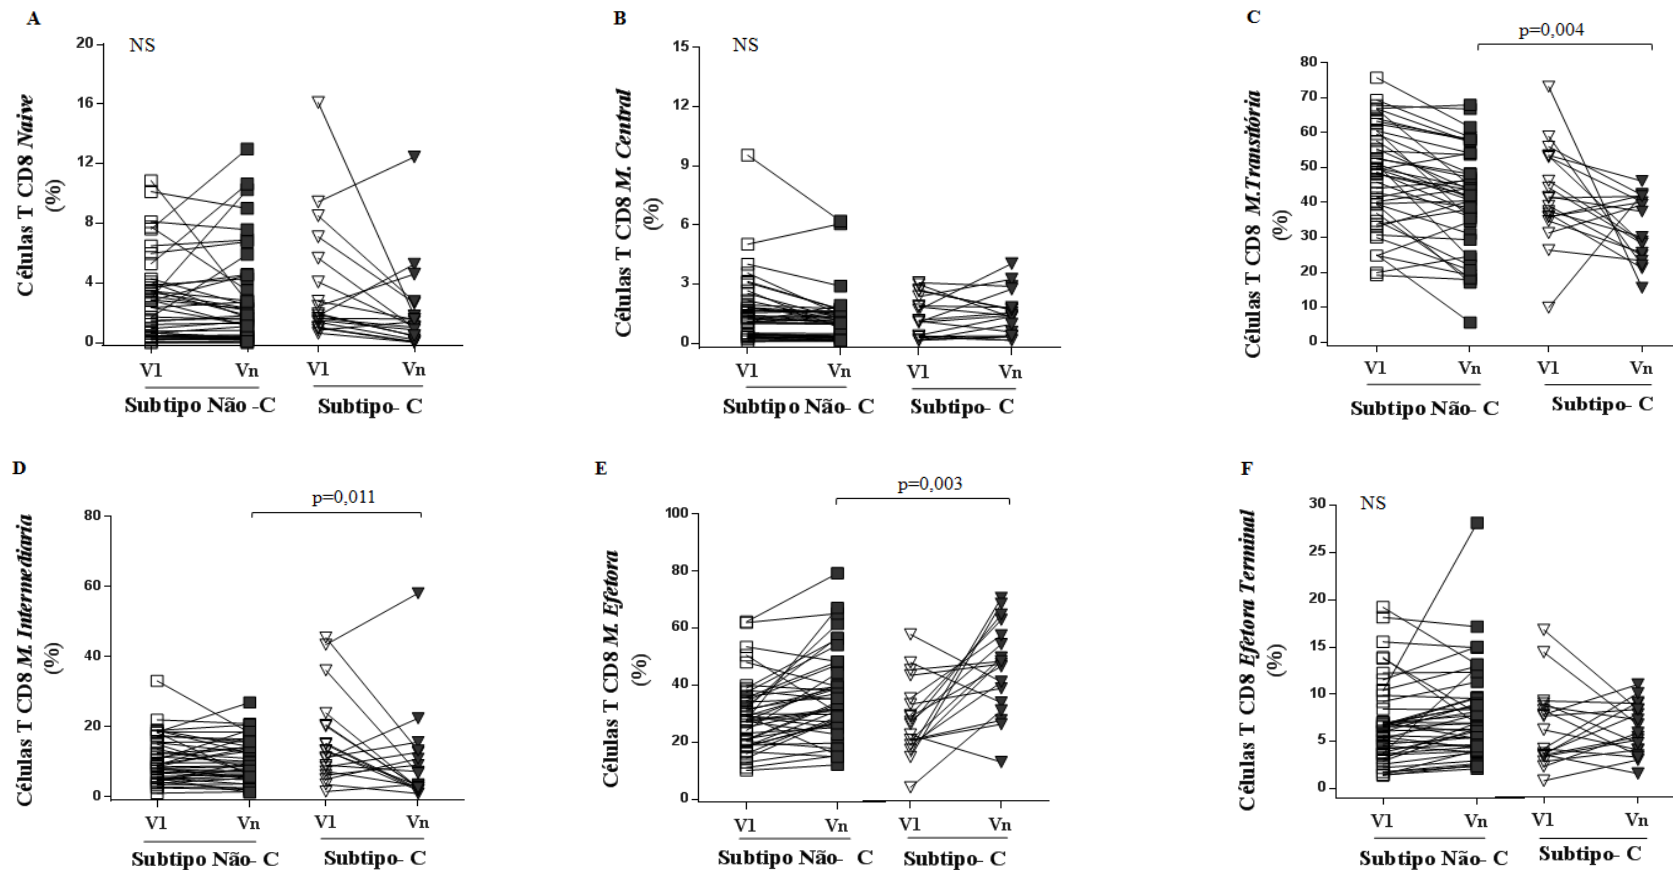 A
Células T CD8 Naive
(%)
NS
20
16
12
8
4
0
V1
Vn
V1
Vn
Subtipo Não -C
Subtipo- C
B
Células T CD8 M. Central
(%)
NS
15
12
9
6
3
0
V1
Vn
V1
Vn
Subtipo Não- C
Subtipo- C
C
Células T CD8 M.Transitória
(%)
p=0,004
80
70
60
50
40
30
20
10
0
V1
Vn
V1
Vn
Subtipo Não- C
Subtipo- C
D
Células T CD8 M. Intermediaria
(%)
p=0,011
80
60
40
20
0
V1
Vn
V1
Vn
Subtipo Não- C
Subtipo- C
E
Células T CD8 M. Efetora
(%)
p=0,003
100
80
60
40
20
0
V1
Vn
V1
Vn
Subtipo Não- C
Subtipo- C
F
Células T CD8 Efetora Terminal
(%)
NS
30
25
20
15
10
5
0
V1
Vn
V1
Vn
Subtipo Não- C
Subtipo- C